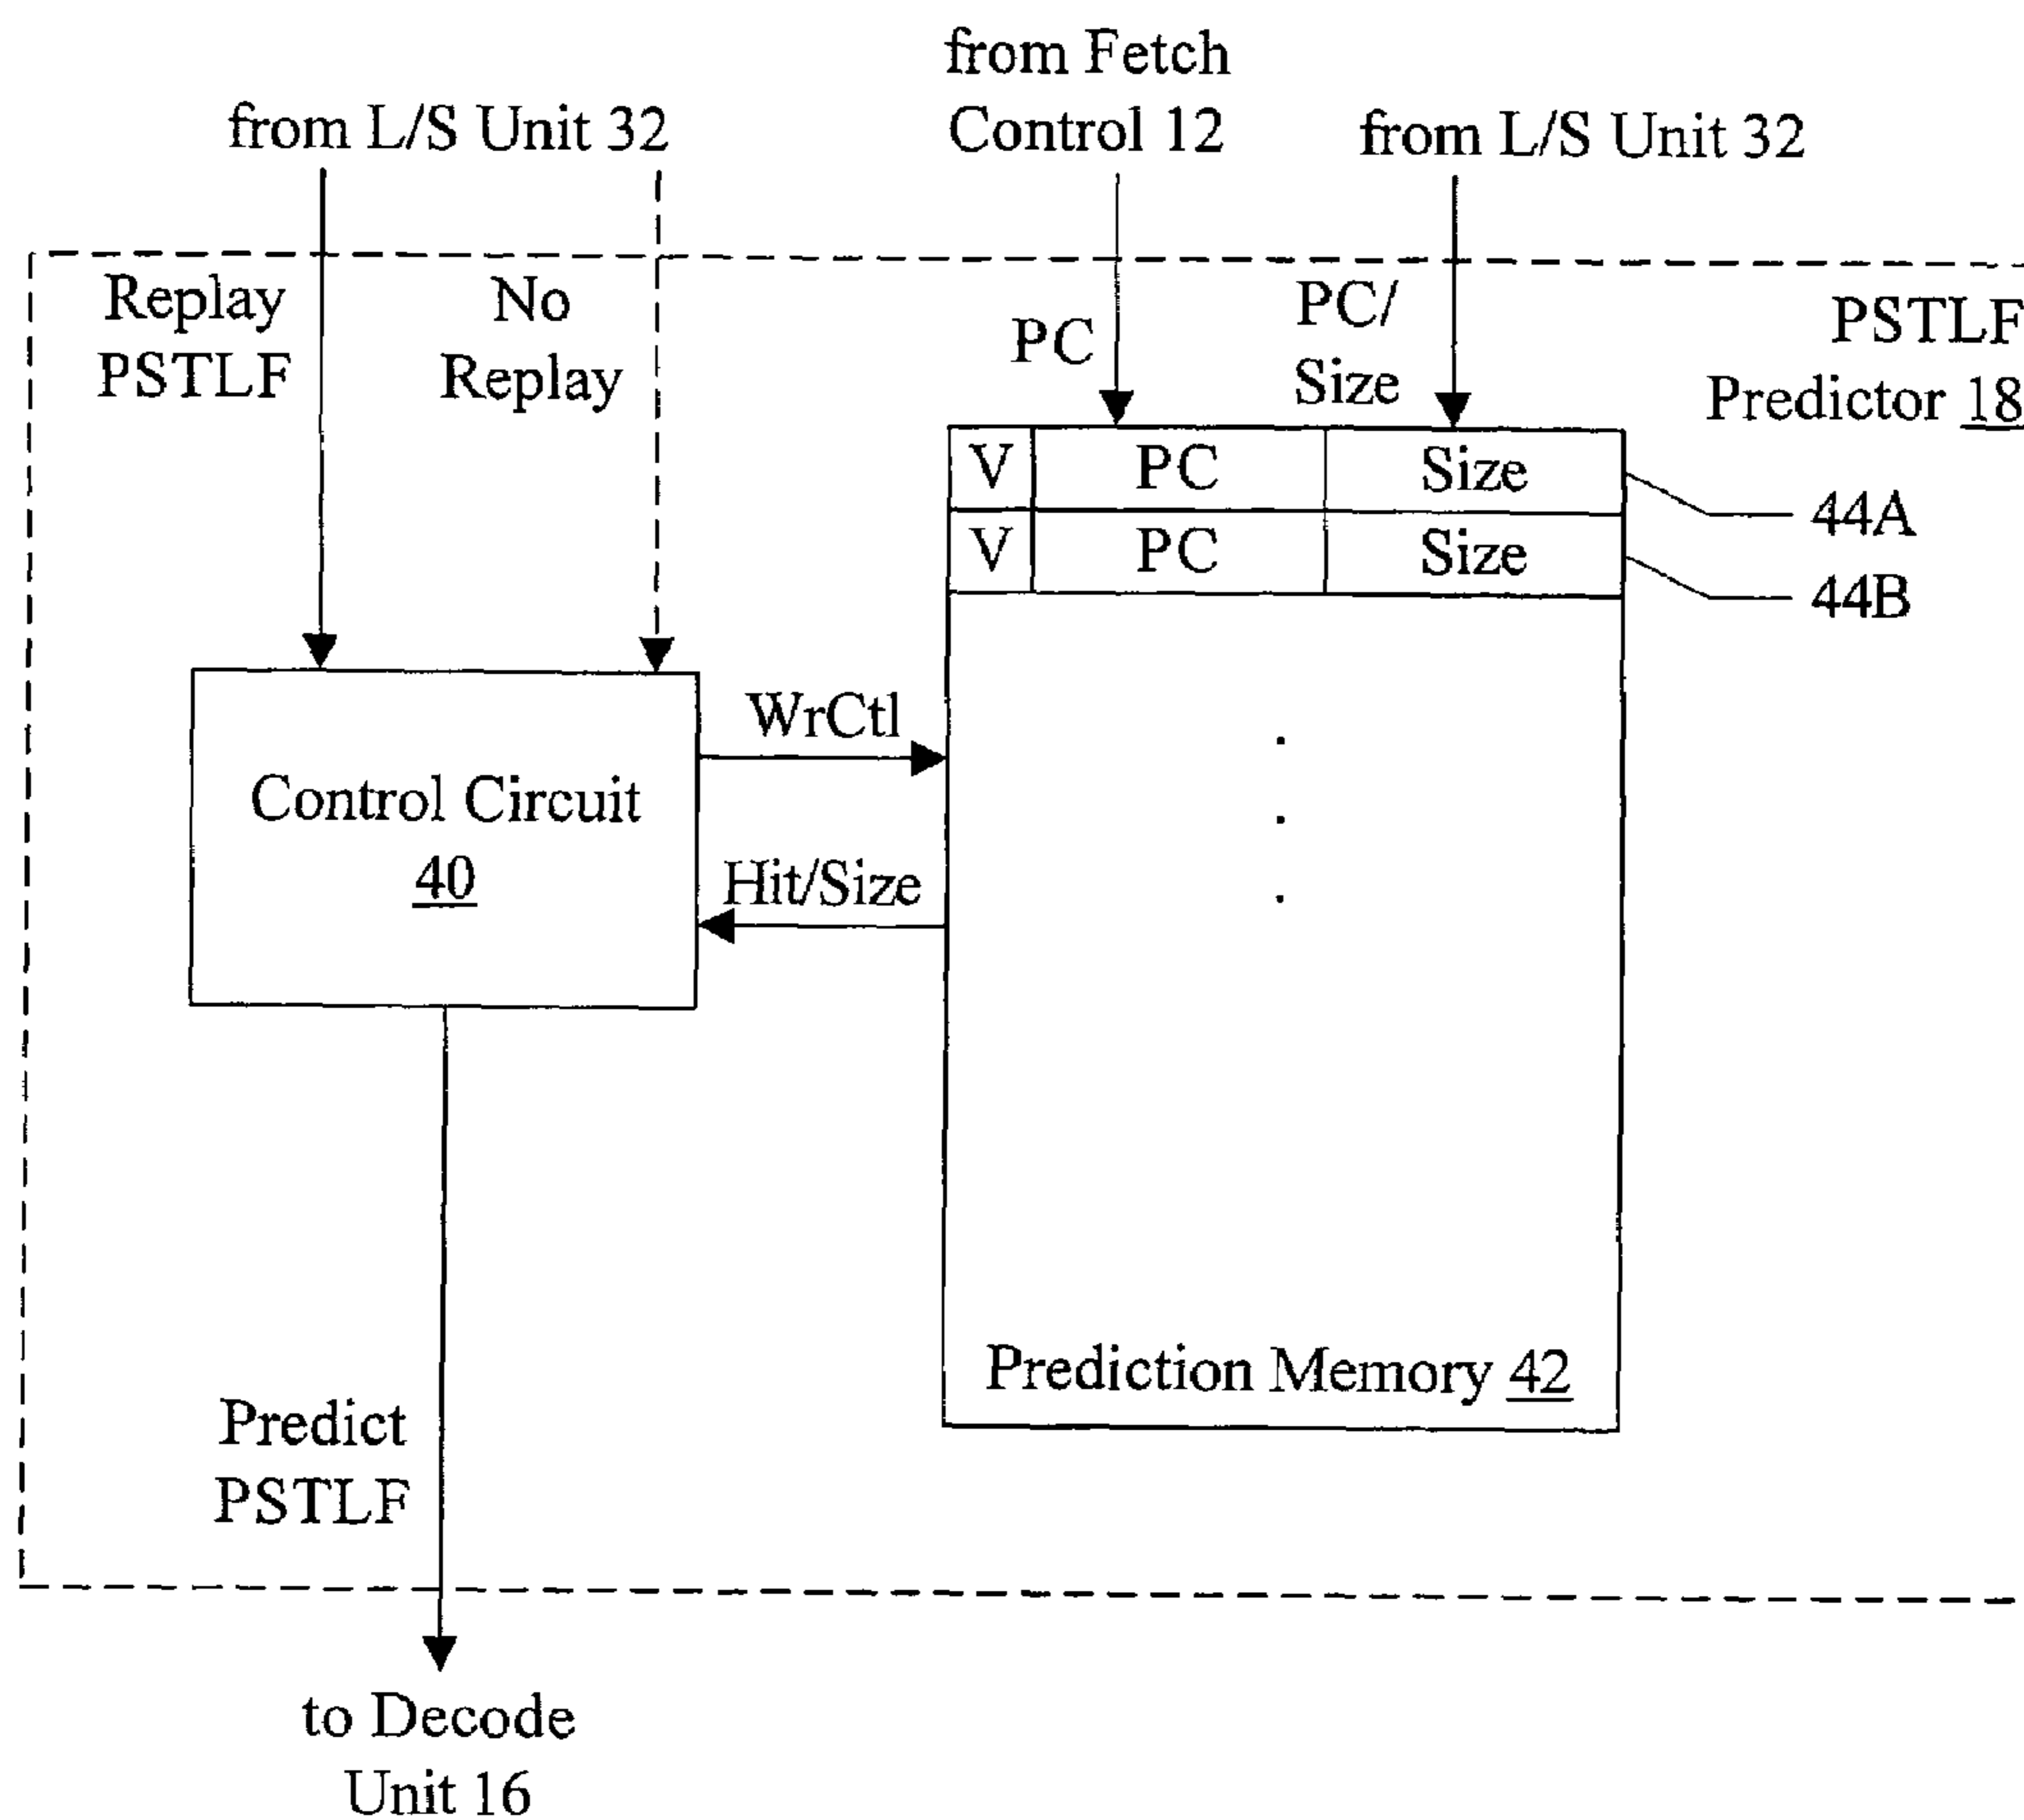 from Fetch
Control 12
from L/S Unit 32
from L/S Unit 32
Replay
PSTLF
No
Replay
PC
PC/
Size
PSTLF
Predictor 18
V PC Size
44A
V PC Size
44B
WrCtl
Control Circuit
40
Hit/Size
Prediction Memory 42
Predict
PSTLF
to Decode
Unit 16